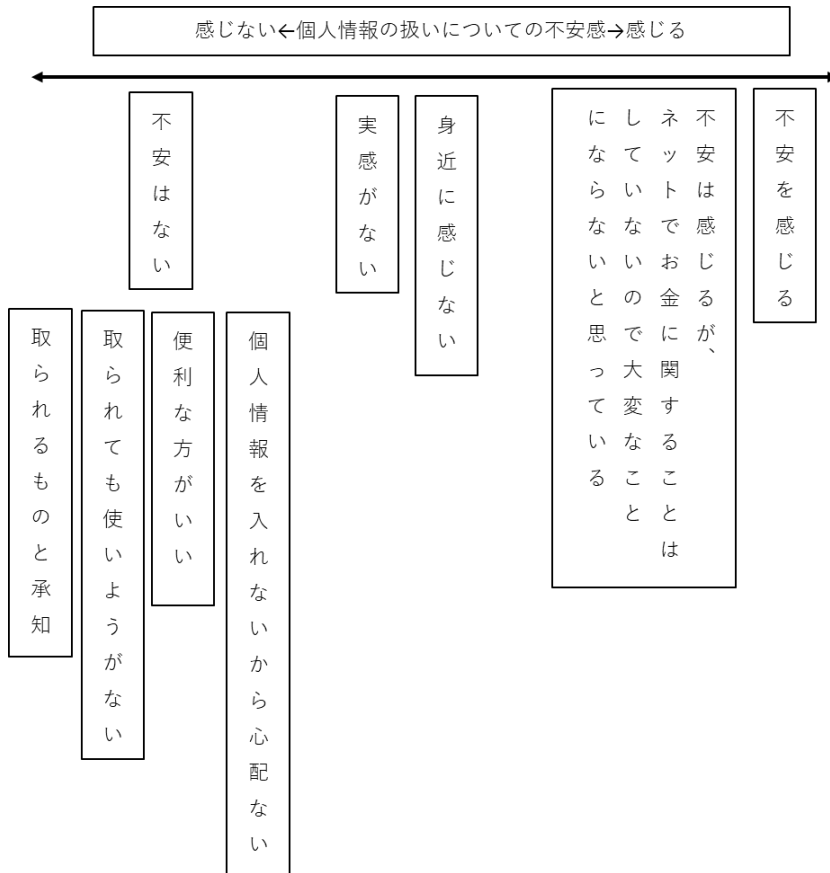 感じない←個人情報の扱いについての不安感→感じる
不安を感じる
不安は感じるが、
ネットでお金に関することは
していないので大変なこと
にならないと思っている
身近に感じない
実感がない
不安はない
個人情報を入れないから心配ない
便利な方がいい
取られても使いようがない
取られるものと承知